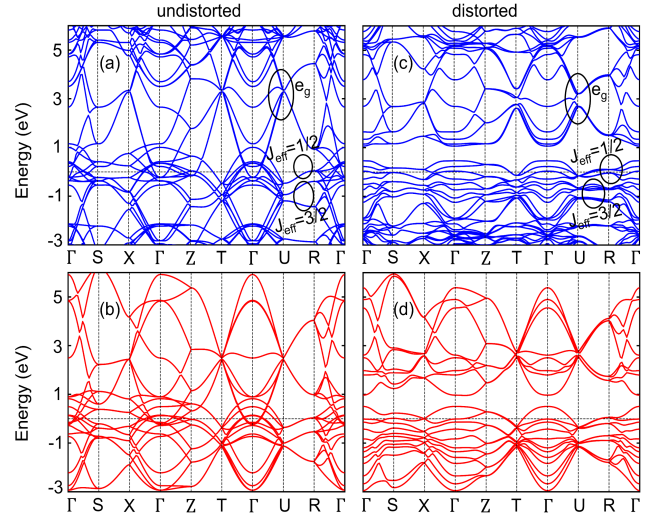 undistorted
distorted
(a)
(c)
Energy (eV)
5
3
1
-1
-3
e_g
J_eff=1/2
J_eff=3/2
e_g
J_eff=1/2
J_eff=3/2
Γ S X Γ Z T Γ U R Γ
Γ S X Γ Z T Γ U R Γ
(b)
(d)
Energy (eV)
5
3
1
-1
-3
Γ S X Γ Z T Γ U R Γ
Γ S X Γ Z T Γ U R Γ